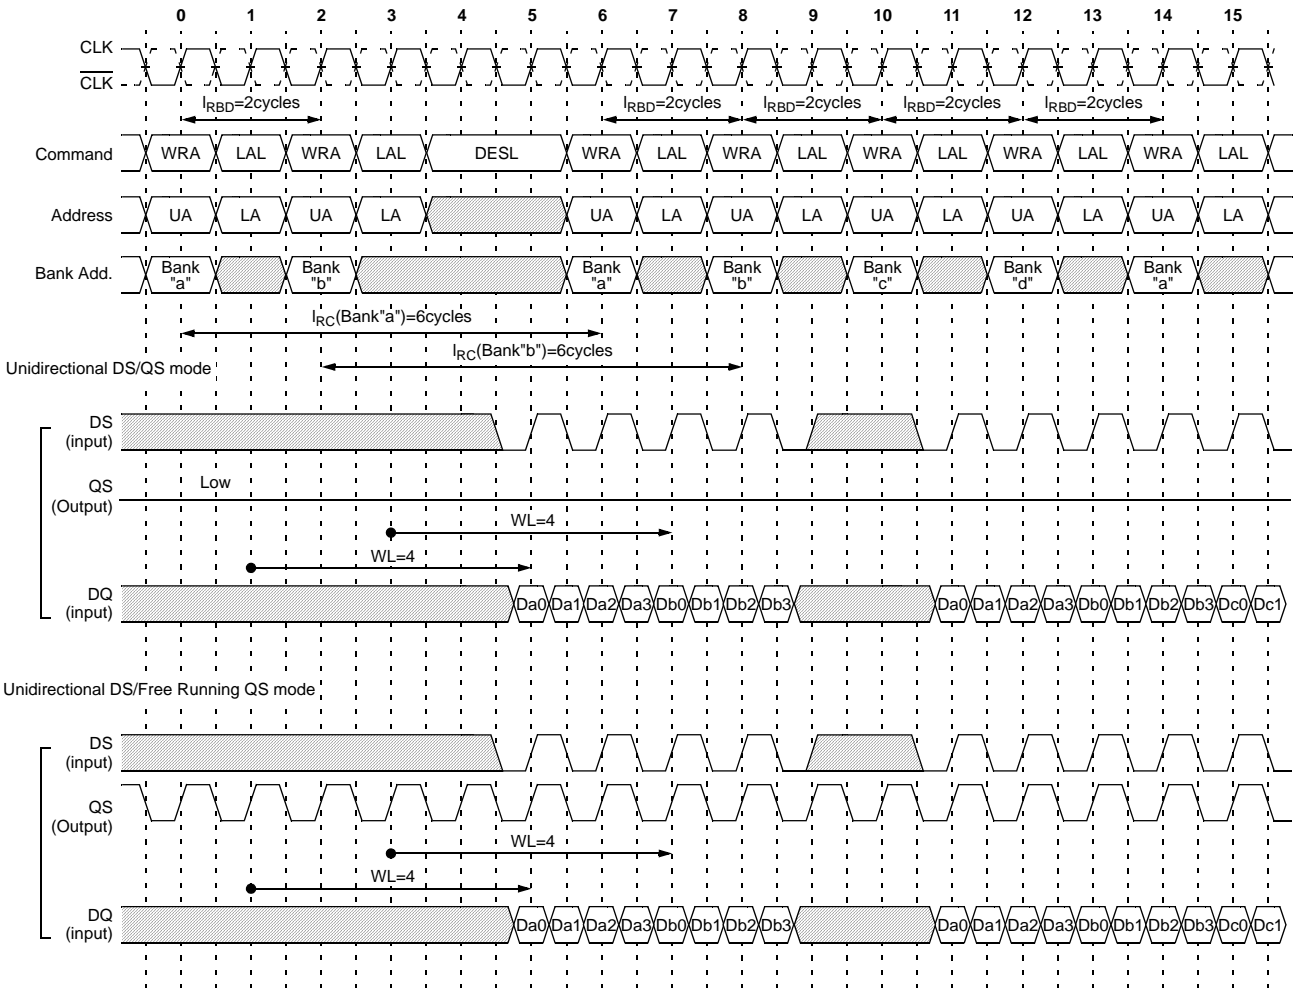 0 1 2 3 4 5 6 7 8 9 10 11 12 13 14 15
CLK
CLK
IRBD=2cycles IRBD=2cycles IRBD=2cycles IRBD=2cycles IRBD=2cycles
Command WRA LAL WRA LAL DESL WRA LAL WRA LAL WRA LAL WRA LAL WRA LAL
Address UA LA UA LA UA LA UA LA UA LA UA LA UA LA
Bank Add. Bank "a" Bank "b" Bank "a" Bank "b" Bank "c" Bank "d" Bank "a"
IRC(Bank"a")=6cycles
IRC(Bank"b")=6cycles
Unidirectional DS/QS mode
DS
(input)
QS Low
(Output)
WL=4
WL=4
DQ
(input) Da0 Da1 Da2 Da3 Db0 Db1 Db2 Db3 Da0 Da1 Da2 Da3 Db0 Db1 Db2 Db3 Dc0 Dc1
Unidirectional DS/Free Running QS mode
DS
(input)
QS
(Output)
WL=4
WL=4
DQ
(input) Da0 Da1 Da2 Da3 Db0 Db1 Db2 Db3 Da0 Da1 Da2 Da3 Db0 Db1 Db2 Db3 Dc0 Dc1